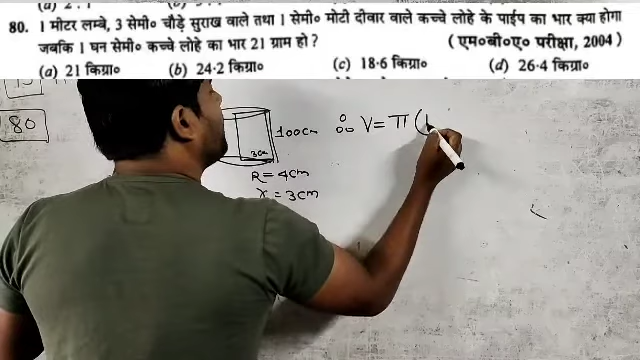 80. 1 मीटर लम्बे, 3 सेमी० चौड़े सुराख वाले तथा 1 सेमी० मोटी दीवार वाले कच्चे लोहे के पाईप का भार क्या होगा
जबकि 1 घन सेमी० कच्चे लोहे का भार 21 ग्राम हो? (एम०बी०ए० परीक्षा, 2004)
(a) 21 किग्रा० (b) 24·2 किग्रा० (c) 18·6 किग्रा० (d) 26·4 किग्रा०
80
100cm
3cm
R = 4cm
r = 3cm
∴ V = π (